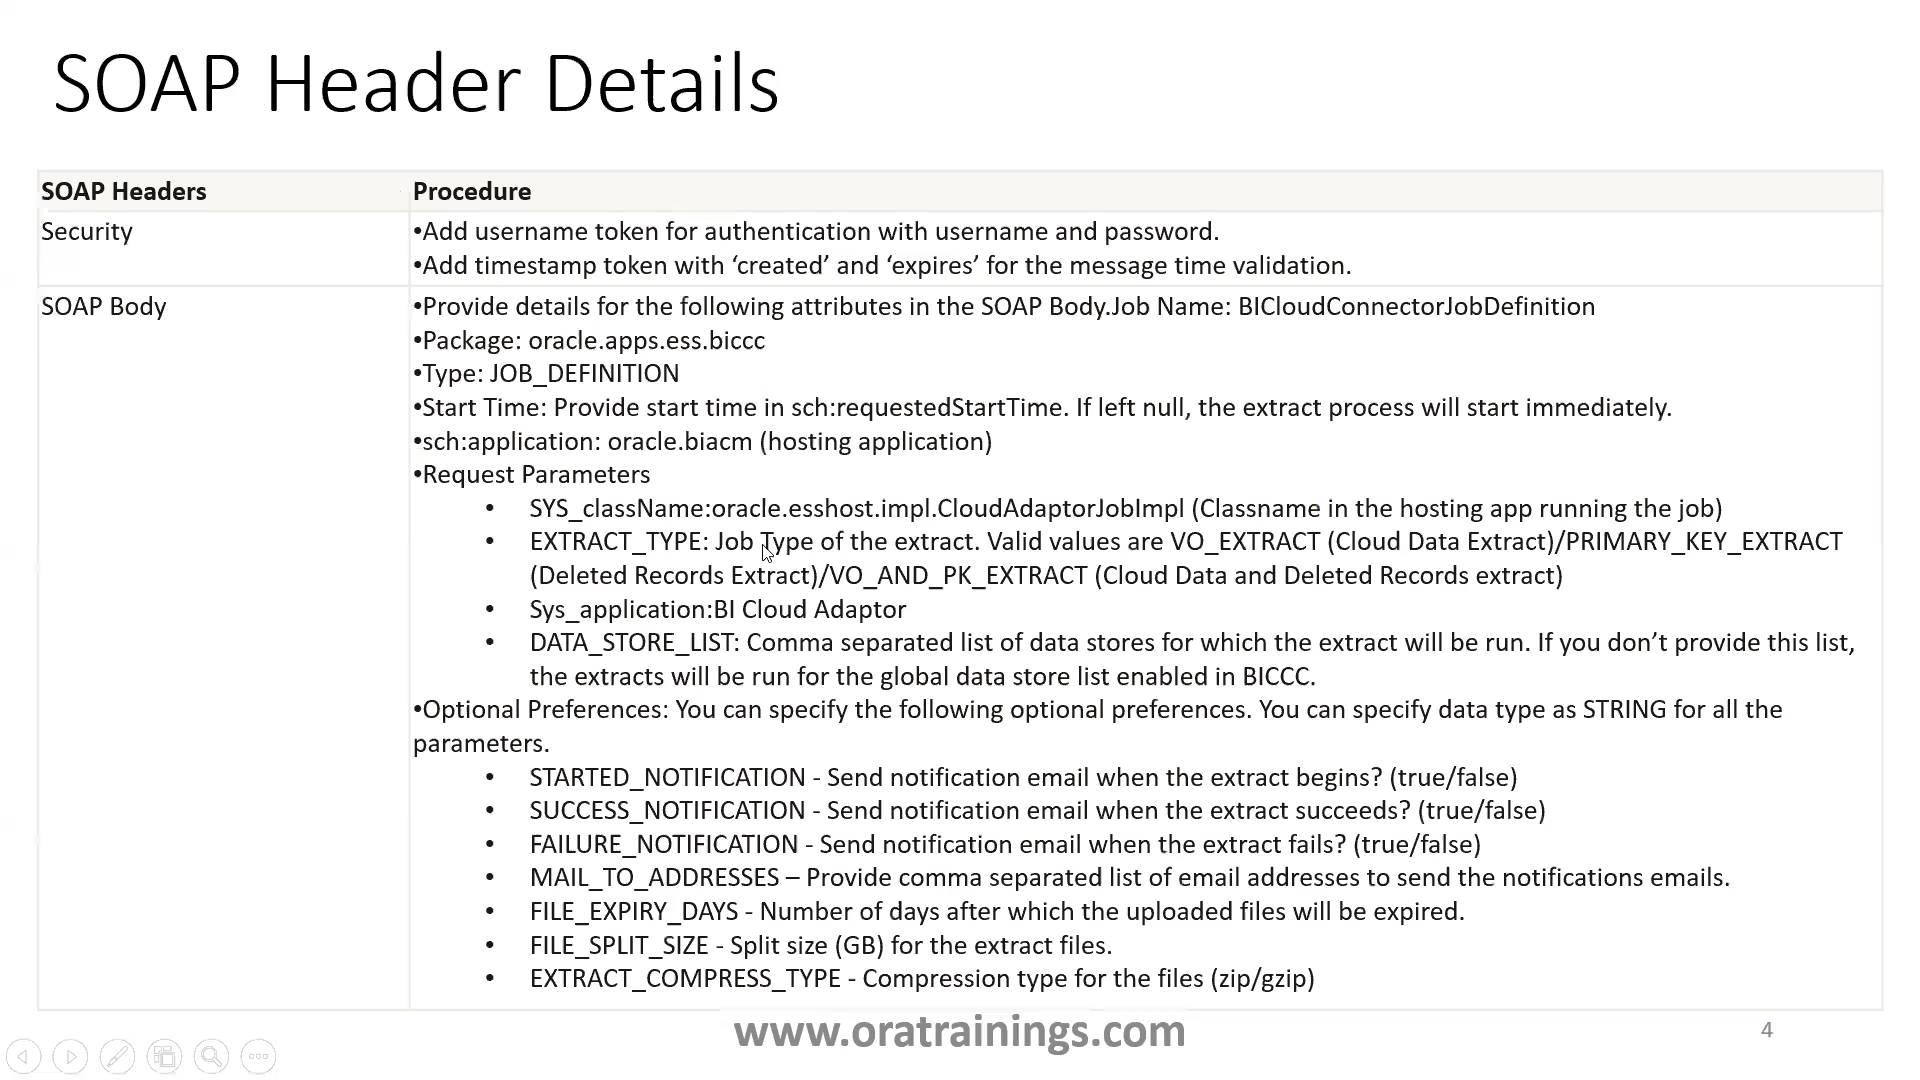 SOAP Header Details
SOAP Headers
Procedure
Security
•Add username token for authentication with username and password.
•Add timestamp token with ‘created’ and ‘expires’ for the message time validation.
SOAP Body
•Provide details for the following attributes in the SOAP Body.Job Name: BICloudConnectorJobDefinition
•Package: oracle.apps.ess.biccc
•Type: JOB_DEFINITION
•Start Time: Provide start time in sch:requestedStartTime. If left null, the extract process will start immediately.
•sch:application: oracle.biacm (hosting application)
•Request Parameters
• SYS_className:oracle.esshost.impl.CloudAdaptorJobImpl (Classname in the hosting app running the job)
• EXTRACT_TYPE: Job Type of the extract. Valid values are VO_EXTRACT (Cloud Data Extract)/PRIMARY_KEY_EXTRACT
(Deleted Records Extract)/VO_AND_PK_EXTRACT (Cloud Data and Deleted Records extract)
• Sys_application:BI Cloud Adaptor
• DATA_STORE_LIST: Comma separated list of data stores for which the extract will be run. If you don’t provide this list,
the extracts will be run for the global data store list enabled in BICCC.
•Optional Preferences: You can specify the following optional preferences. You can specify data type as STRING for all the
parameters.
• STARTED_NOTIFICATION - Send notification email when the extract begins? (true/false)
• SUCCESS_NOTIFICATION - Send notification email when the extract succeeds? (true/false)
• FAILURE_NOTIFICATION - Send notification email when the extract fails? (true/false)
• MAIL_TO_ADDRESSES – Provide comma separated list of email addresses to send the notifications emails.
• FILE_EXPIRY_DAYS - Number of days after which the uploaded files will be expired.
• FILE_SPLIT_SIZE - Split size (GB) for the extract files.
• EXTRACT_COMPRESS_TYPE - Compression type for the files (zip/gzip)
www.oratrainings.com
4